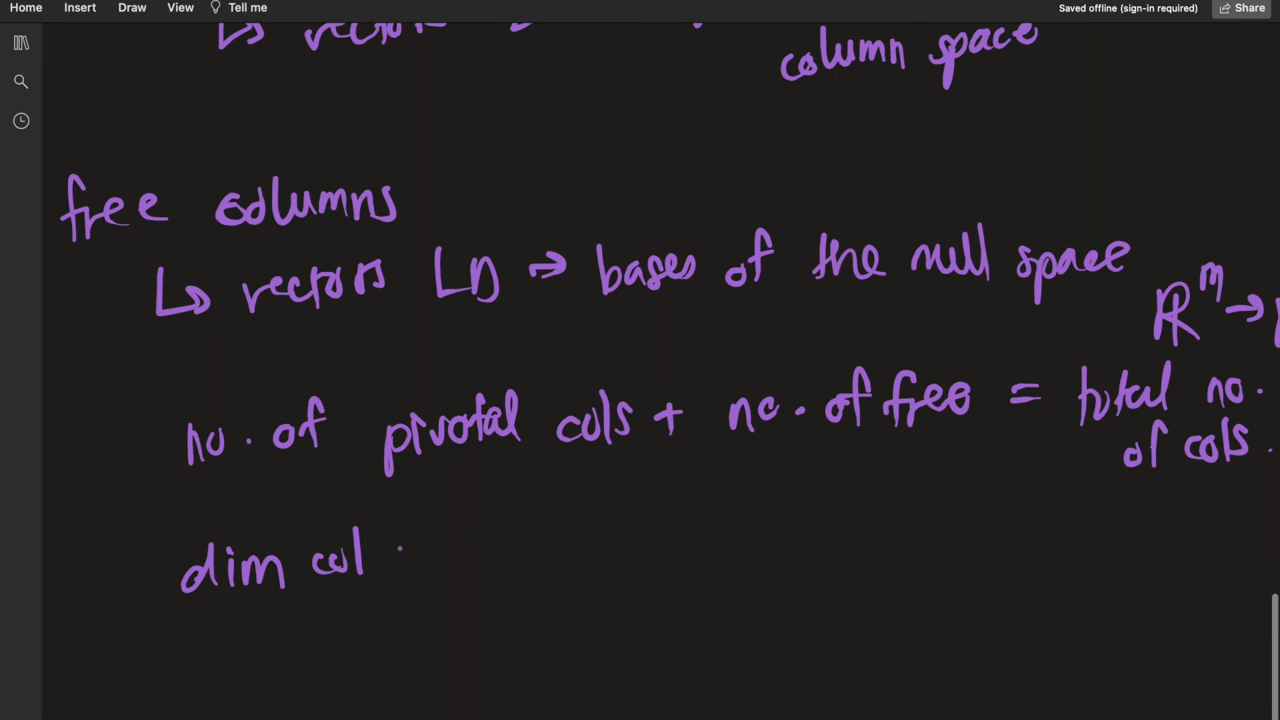 Home Insert Draw View Tell me
Saved offline (sign-in required) Share
column space
free columns
↳ vectors LD → bases of the null space
ℝᵐ →
no. of pivotal cols + no. of free = total no.
of cols.
dim col